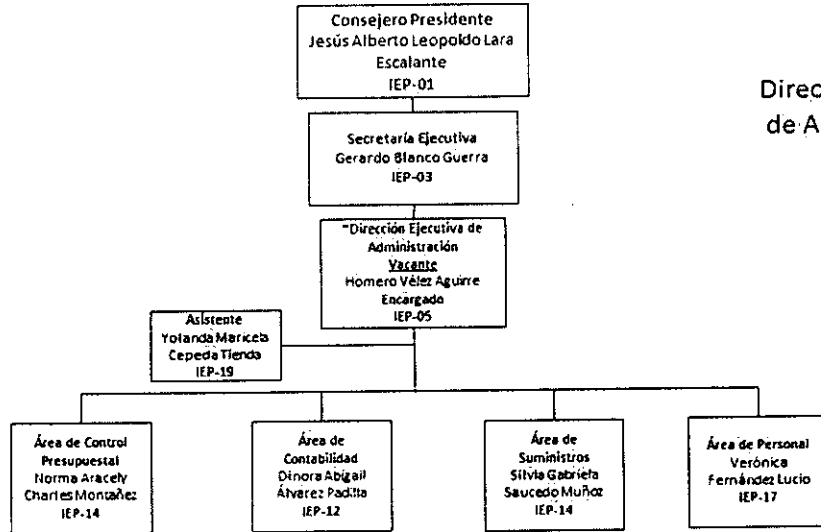 Consejero Presidente
Jesús Alberto Leopoldo Lara
Escalante
IEP-01
Direc
de A
Secretaría Ejecutiva
Gerardo Blanco Guerra
IEP-03
"Dirección Ejecutiva de
Administración
Vacante
Homero Vélez Aguirre
Encargado
IEP-05
Asistente
Yolanda Maricela
Cepeda Tienda
IEP-19
Área de Control
Presupuestal
Norma Aracely
Charles Montañez
IEP-14
Área de
Contabilidad
Dinora Abigail
Álvarez Padilla
IEP-12
Área de
Suministros
Silvia Gabriela
Saucedo Muñoz
IEP-14
Área de Personal
Verónica
Fernández Lucio
IEP-17